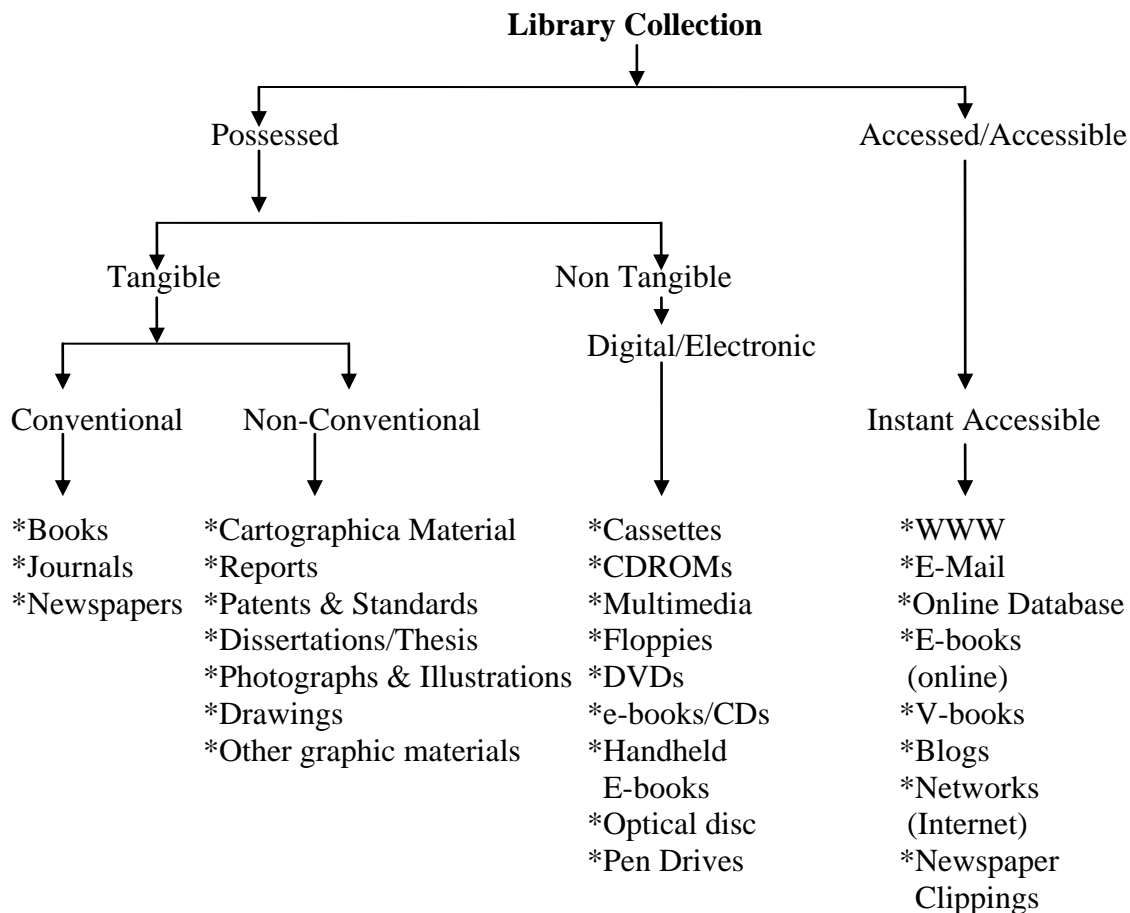 Library Collection
Possessed
Accessed/Accessible
Tangible
Non Tangible
Digital/Electronic
Conventional
Non-Conventional
Instant Accessible
*Books
*Journals
*Newspapers
*Cartographica Material
*Reports
*Patents & Standards
*Dissertations/Thesis
*Photographs & Illustrations
*Drawings
*Other graphic materials
*Cassettes
*CDROMs
*Multimedia
*Floppies
*DVDs
*e-books/CDs
*Handheld
E-books
*Optical disc
*Pen Drives
*WWW
*E-Mail
*Online Database
*E-books
(online)
*V-books
*Blogs
*Networks
(Internet)
*Newspaper
Clippings